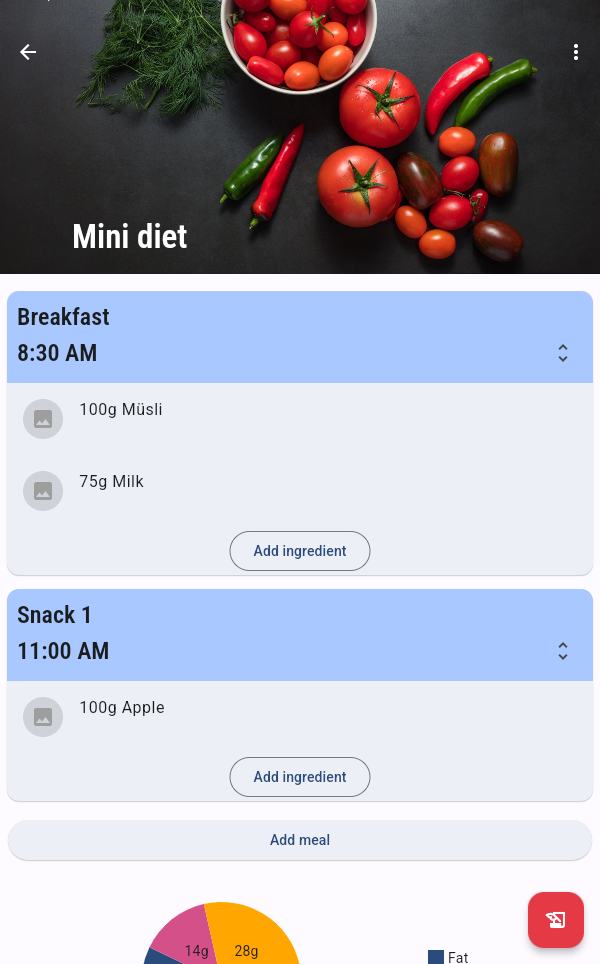 Mini diet
Breakfast
8:30 AM
100g Müsli
75g Milk
Add ingredient
Snack 1
11:00 AM
100g Apple
Add ingredient
Add meal
14g
28g
Fat